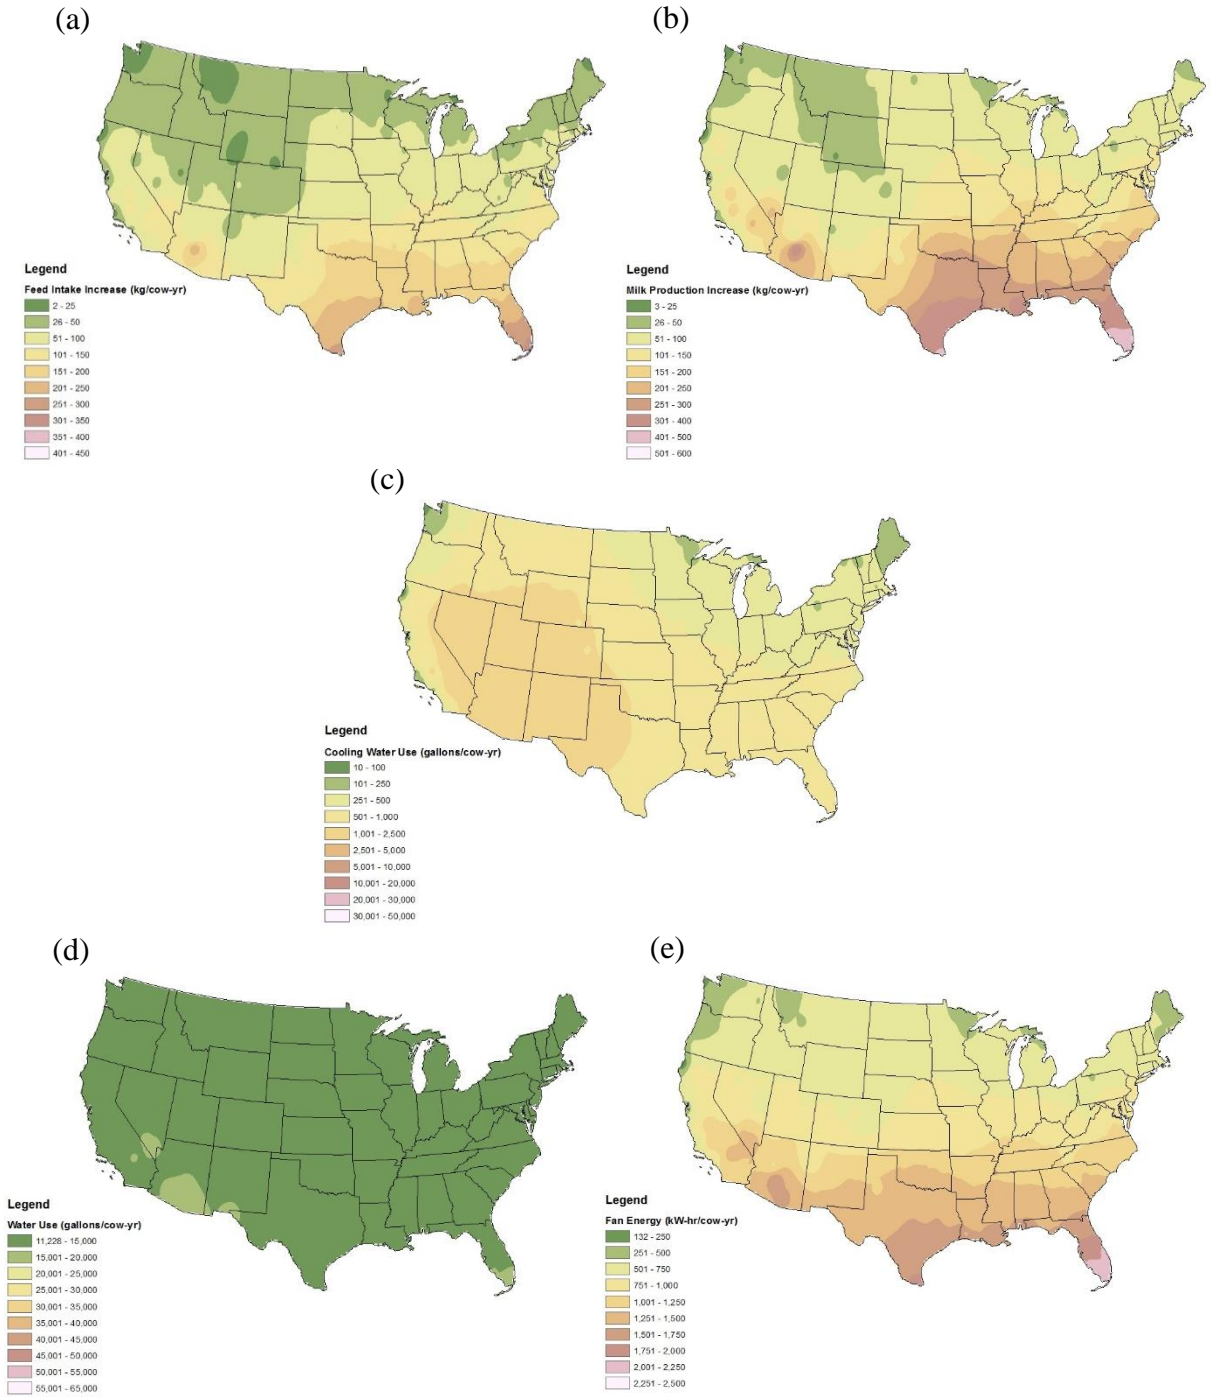 (a)
Legend
Feed Intake Increase (kg/cow-yr)
2 - 25
26 - 50
51 - 100
101 - 150
151 - 200
201 - 250
251 - 300
301 - 350
351 - 400
401 - 450
(b)
Legend
Milk Production Increase (kg/cow-yr)
3 - 25
26 - 50
51 - 100
101 - 150
151 - 200
201 - 250
251 - 300
301 - 400
401 - 500
501 - 600
(c)
Legend
Cooling Water Use (gallons/cow-yr)
10 - 100
101 - 250
251 - 500
501 - 1,000
1,001 - 2,500
2,501 - 5,000
5,001 - 10,000
10,001 - 20,000
20,001 - 30,000
30,001 - 50,000
(d)
Legend
Water Use (gallons/cow-yr)
11,228 - 15,000
15,001 - 20,000
20,001 - 25,000
25,001 - 30,000
30,001 - 35,000
35,001 - 40,000
40,001 - 45,000
45,001 - 50,000
50,001 - 55,000
55,001 - 65,000
(e)
Legend
Fan Energy (kW-hr/cow-yr)
132 - 250
251 - 500
501 - 750
751 - 1,000
1,001 - 1,250
1,251 - 1,500
1,501 - 1,750
1,751 - 2,000
2,001 - 2,250
2,251 - 2,500